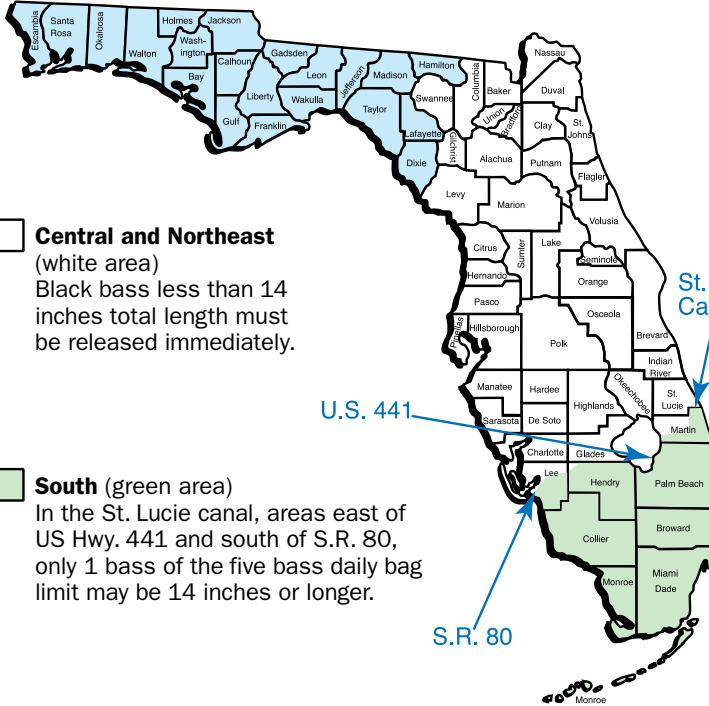 Escambia
Santa
Rosa
Okaloosa
Walton
Holmes
Wash-
ington
Bay
Jackson
Calhoun
Gulf
Liberty
Franklin
Gadsden
Leon
Wakulla
Jefferson
Madison
Taylor
Hamilton
Lafayette
Dixie
Swannee
Columbia
Baker
Nassau
Duval
Union
Bradford
Clay
St.
Johns
Gilchrist
Alachua
Putnam
Flagler
Levy
Marion
Volusia
Citrus
Sumter
Lake
Seminole
Hernando
Orange
Pasco
Osceola
Brevard
Pinellas
Hillsborough
Polk
Indian
River
Manatee
Hardee
Highlands
Okeechobee
St.
Lucie
Sarasota
De Soto
Martin
Charlotte
Glades
Lee
Hendry
Palm Beach
Collier
Broward
Monroe
Miami
Dade
Monroe
Central and Northeast
(white area)
Black bass less than 14
inches total length must
be released immediately.
St.
Ca
U.S. 441
South (green area)
In the St. Lucie canal, areas east of
US Hwy. 441 and south of S.R. 80,
only 1 bass of the five bass daily bag
limit may be 14 inches or longer.
S.R. 80